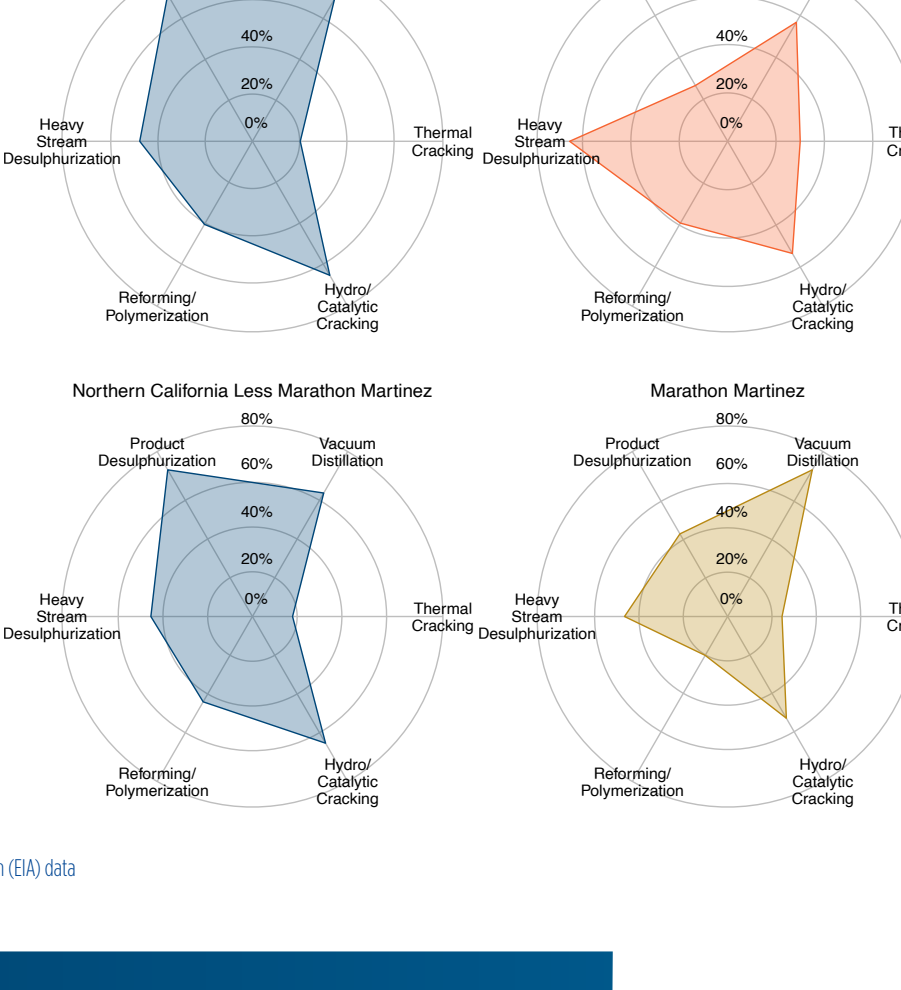 40%
20%
0%
Heavy
Stream
Desulphurization
Thermal
Cracking
Reforming/
Polymerization
Hydro/
Catalytic
Cracking
40%
20%
0%
Heavy
Stream
Desulphurization
Reforming/
Polymerization
Hydro/
Catalytic
Cracking
Northern California Less Marathon Martinez
80%
60%
40%
20%
0%
Product
Desulphurization
Vacuum
Distillation
Heavy
Stream
Desulphurization
Thermal
Cracking
Reforming/
Polymerization
Hydro/
Catalytic
Cracking
Marathon Martinez
80%
60%
40%
20%
0%
Product
Desulphurization
Vacuum
Distillation
Heavy
Stream
Desulphurization
Reforming/
Polymerization
Hydro/
Catalytic
Cracking
(EIA) data